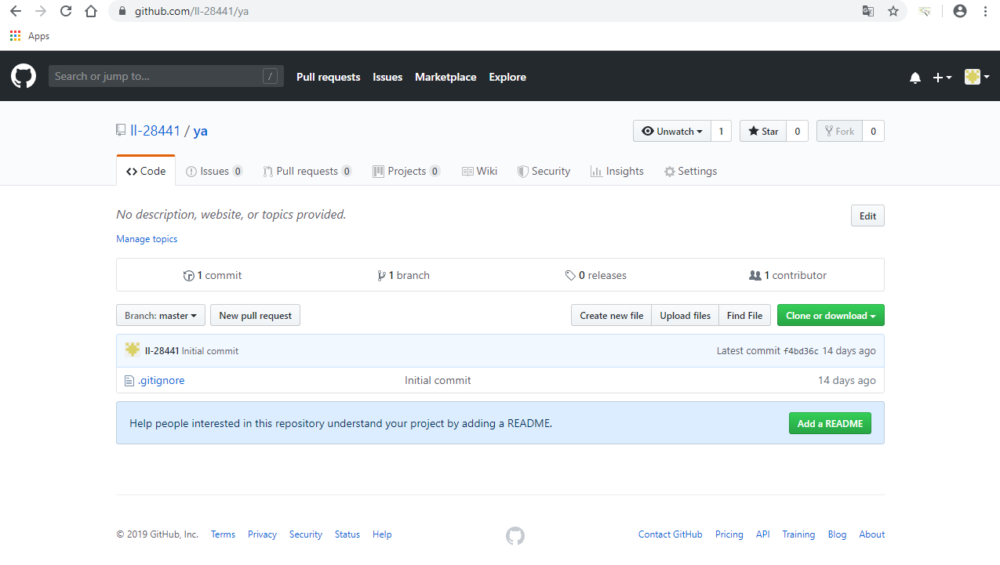 github.com/ll-28441/ya
Apps
Search or jump to... / Pull requests Issues Marketplace Explore
ll-28441 / ya Unwatch 1 Star 0 Fork 0
Code Issues 0 Pull requests 0 Projects 0 Wiki Security Insights Settings
No description, website, or topics provided. Edit
Manage topics
1 commit 1 branch 0 releases 1 contributor
Branch: master New pull request Create new file Upload files Find File Clone or download
ll-28441 Initial commit Latest commit f4bd36c 14 days ago
.gitignore Initial commit 14 days ago
Help people interested in this repository understand your project by adding a README. Add a README
© 2019 GitHub, Inc. Terms Privacy Security Status Help Contact GitHub Pricing API Training Blog About